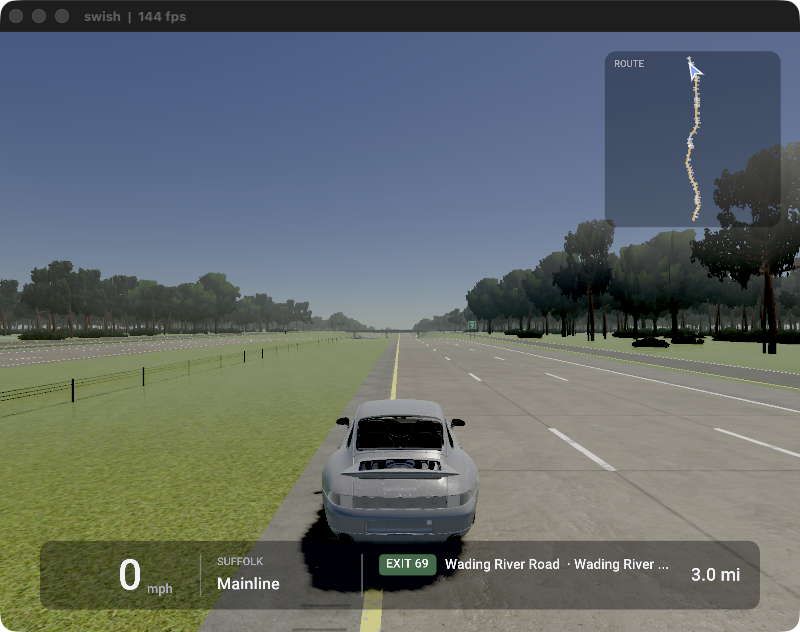 swish | 144 fps
ROUTE
0 mph
SUFFOLK
Mainline
EXIT 69 Wading River Road · Wading River ...
3.0 mi